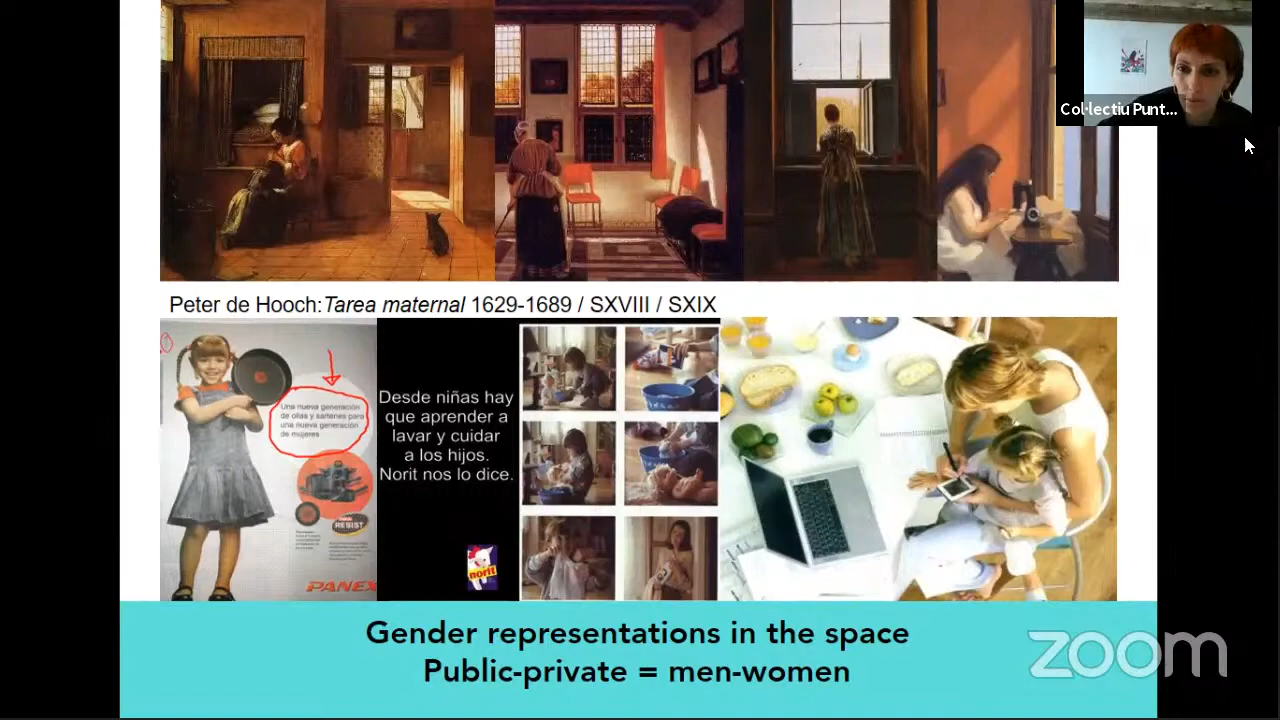 Col·lectiu Punt...
Peter de Hooch: Tarea maternal 1629-1689 / SXVIII / SXIX
Una nueva generación
de ollas y sartenes para
una nueva generación
de mujeres
RESIST
PANEX
Desde niñas hay
que aprender a
lavar y cuidar
a los hijos.
Norit nos lo dice.
norit
Gender representations in the space
Public-private = men-women
zoom